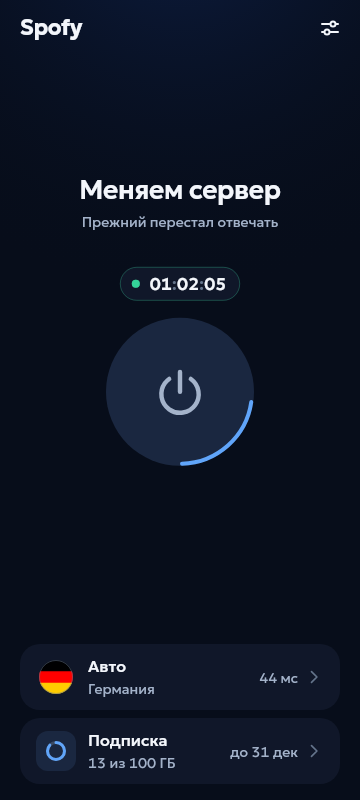 Spofy
Меняем сервер
Прежний перестал отвечать
01:02:05
Авто
Германия
44 мс
Подписка
13 из 100 ГБ
до 31 дек